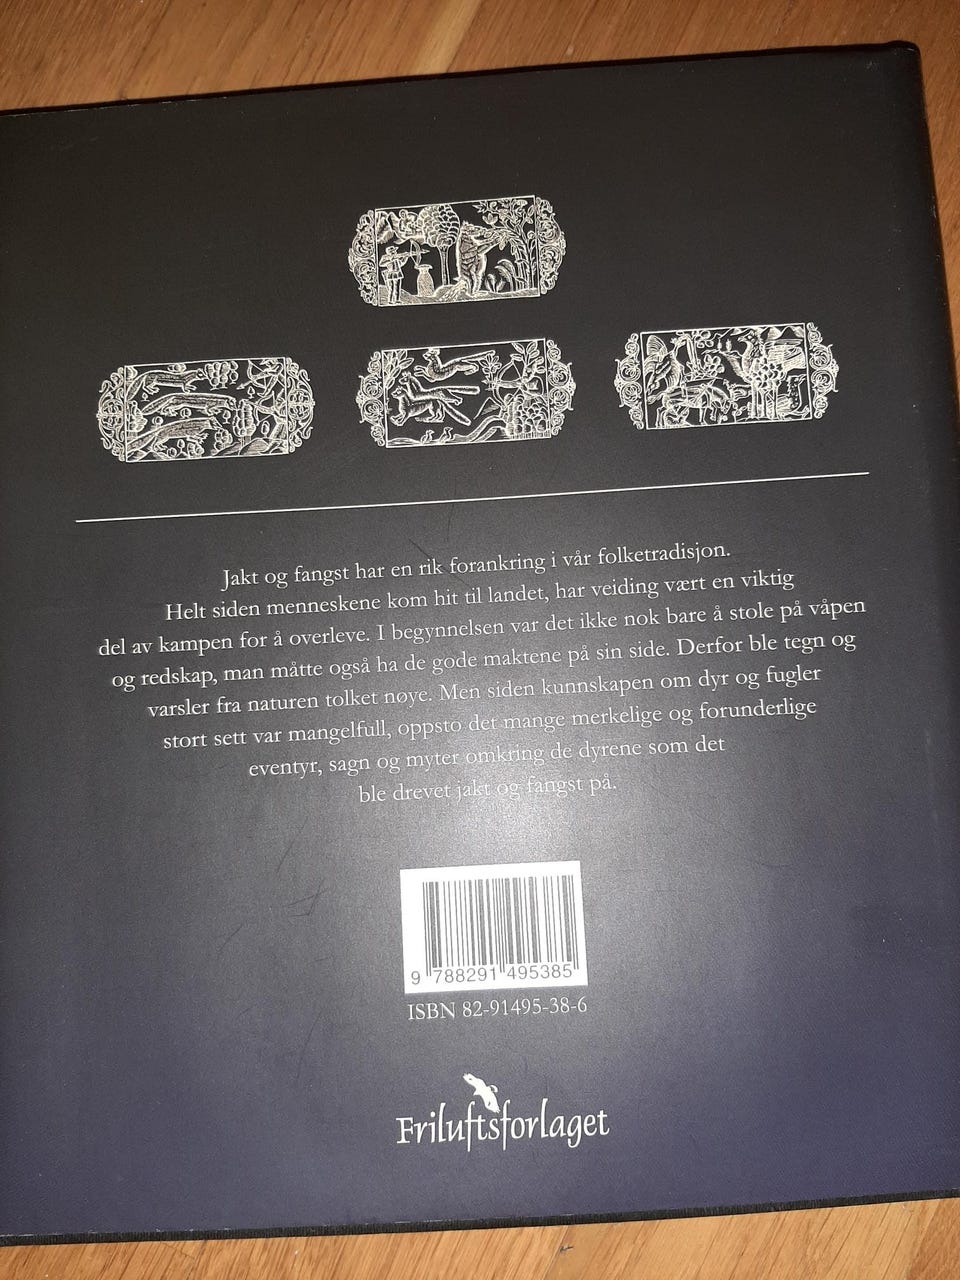 Jakt og fangst har en rik forankring i vår folketradisjon.
Helt siden menneskene kom hit til landet, har veiding vært en viktig
del av kampen for å overleve. I begynnelsen var det ikke nok bare å stole på våpen
og redskap, man måtte også ha de gode maktene på sin side. Derfor ble tegn og
varsler fra naturen tolket nøye. Men siden kunnskapen om dyr og fugler
stort sett var mangelfull, oppsto det mange merkelige og forunderlige
eventyr, sagn og myter omkring de dyrene som det
ble drevet jakt og fangst på.
9 788291 495385
ISBN 82-91495-38-6
Friluftsforlaget